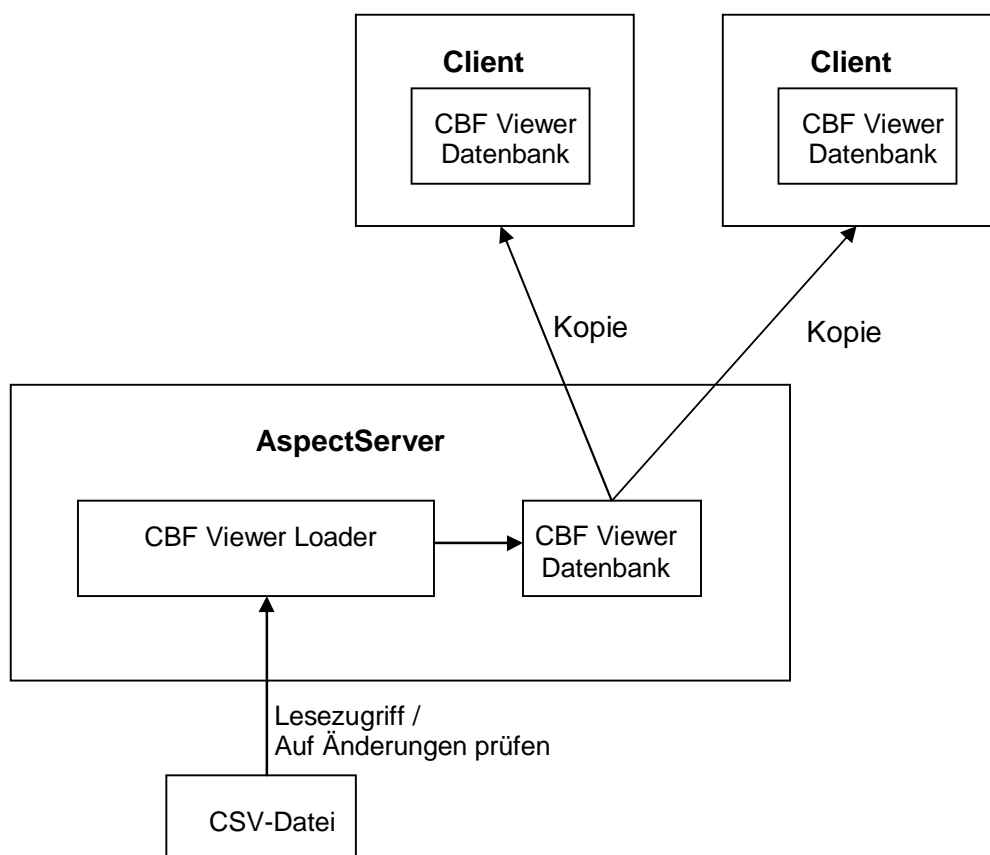 Client
CBF Viewer
Datenbank
Client
CBF Viewer
Datenbank
Kopie
Kopie
AspectServer
CBF Viewer Loader
CBF Viewer
Datenbank
Lesezugriff /
Auf Änderungen prüfen
CSV-Datei